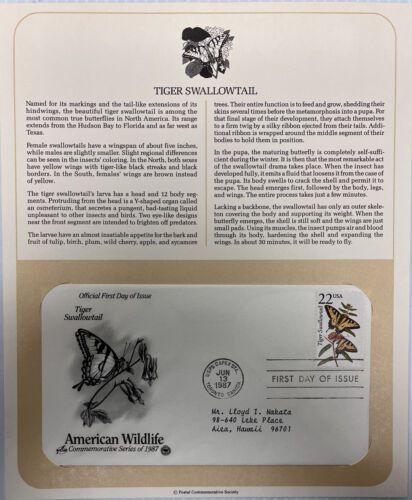 TIGER SWALLOWTAIL
Named for its markings and the tail-like extensions of its
hindwings, the beautiful tiger swallowtail is among the
most common true butterflies in North America. Its range
extends from the Hudson Bay to Florida and as far west as
Texas.
Female swallowtails have a wingspan of about five inches,
while males are slightly smaller. Slight regional differences
can be seen in the insects' coloring. In the North, both sexes
have yellow wings with tiger-like black streaks and black
borders. In the South, females' wings are brown instead
of yellow.
The tiger swallowtail's larva has a head and 12 body seg-
ments. Protruding from the head is a Y-shaped organ called
an osmeterium, that secretes a pungent, bad-tasting liquid
unpleasant to other insects and birds. Two eye-like designs
near the front segment are intended to frighten off predators.
The larvae have an almost insatiable appetite for the bark and
fruit of tulip, birch, plum, wild cherry, apple, and sycamore
trees. Their entire function is to feed and grow, shedding their
skins several times before the metamorphosis into a pupa. For
that final stage of their development, they attach themselves
to a firm twig by a silky ribbon ejected from their tails. Addi-
tional ribbon is wrapped around the middle segment of their
bodies to hold them in position.
In the pupa, the maturing butterfly is completely self-suffi-
cient during the winter. It is then that the most remarkable act
of the swallowtail drama takes place. When the insect has
developed fully, it emits a fluid that loosens it from the case of
the pupa. Its body swells to crack the shell and permit it to
escape. The head emerges first, followed by the body, legs,
and wings. The entire process takes just a few minutes.
Lacking a backbone, the swallowtail has only an outer skele-
ton covering the body and supporting its weight. When the
butterfly emerges, the shell is still soft and the wings are just
small pads. Using its muscles, the insect pumps air and blood
through its body, hardening the shell and expanding the
wings. In about 30 minutes, it will be ready to fly.
Official First Day of Issue
Tiger
Swallowtail
American Wildlife
Commemorative Series of 1987
22 USA
Tiger Swallowtail
JUN
13
1987
TORONTO CANADA
FIRST DAY OF ISSUE
Mr. Lloyd I. Nakata
98-640 Leke Place
Aiea, Hawaii 96701
© Postal Commemorative Society